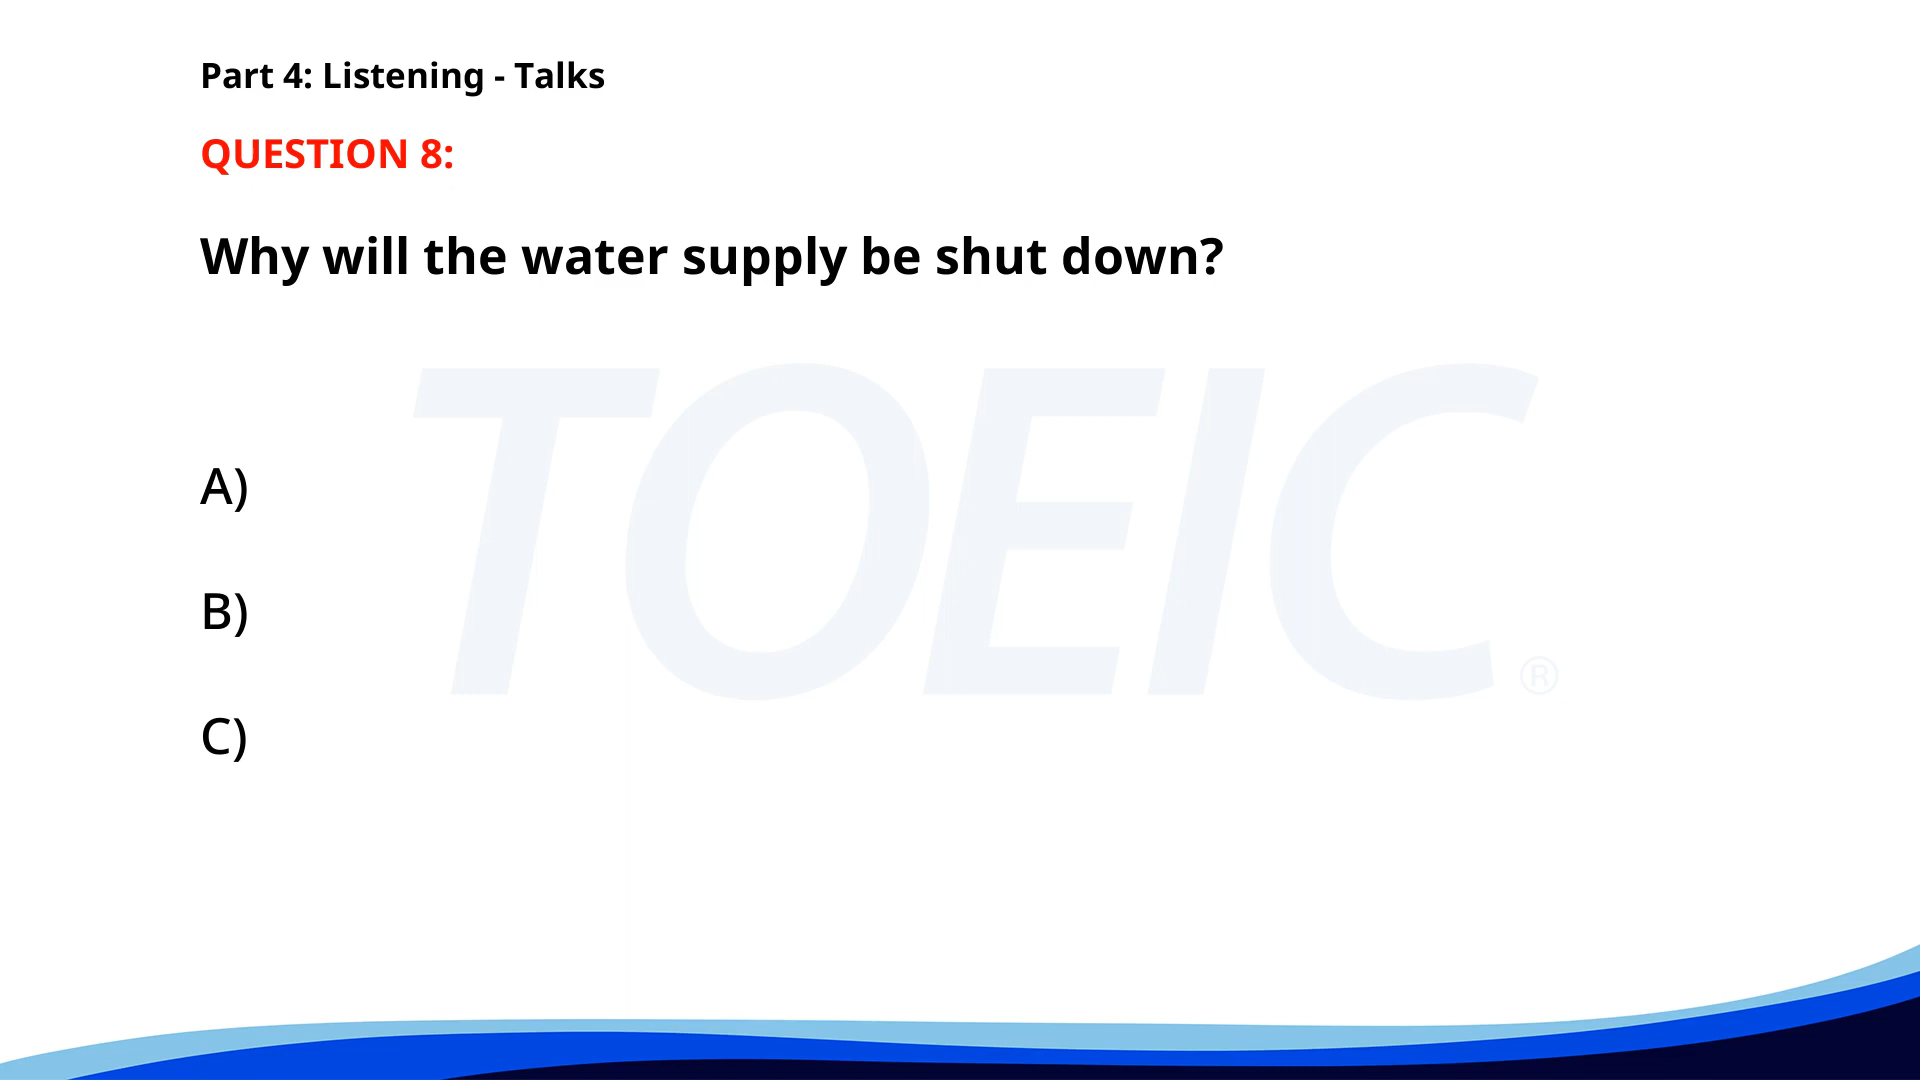 Part 4: Listening - Talks
QUESTION 8:
Why will the water supply be shut down?
TOEIC®
A)
B)
C)